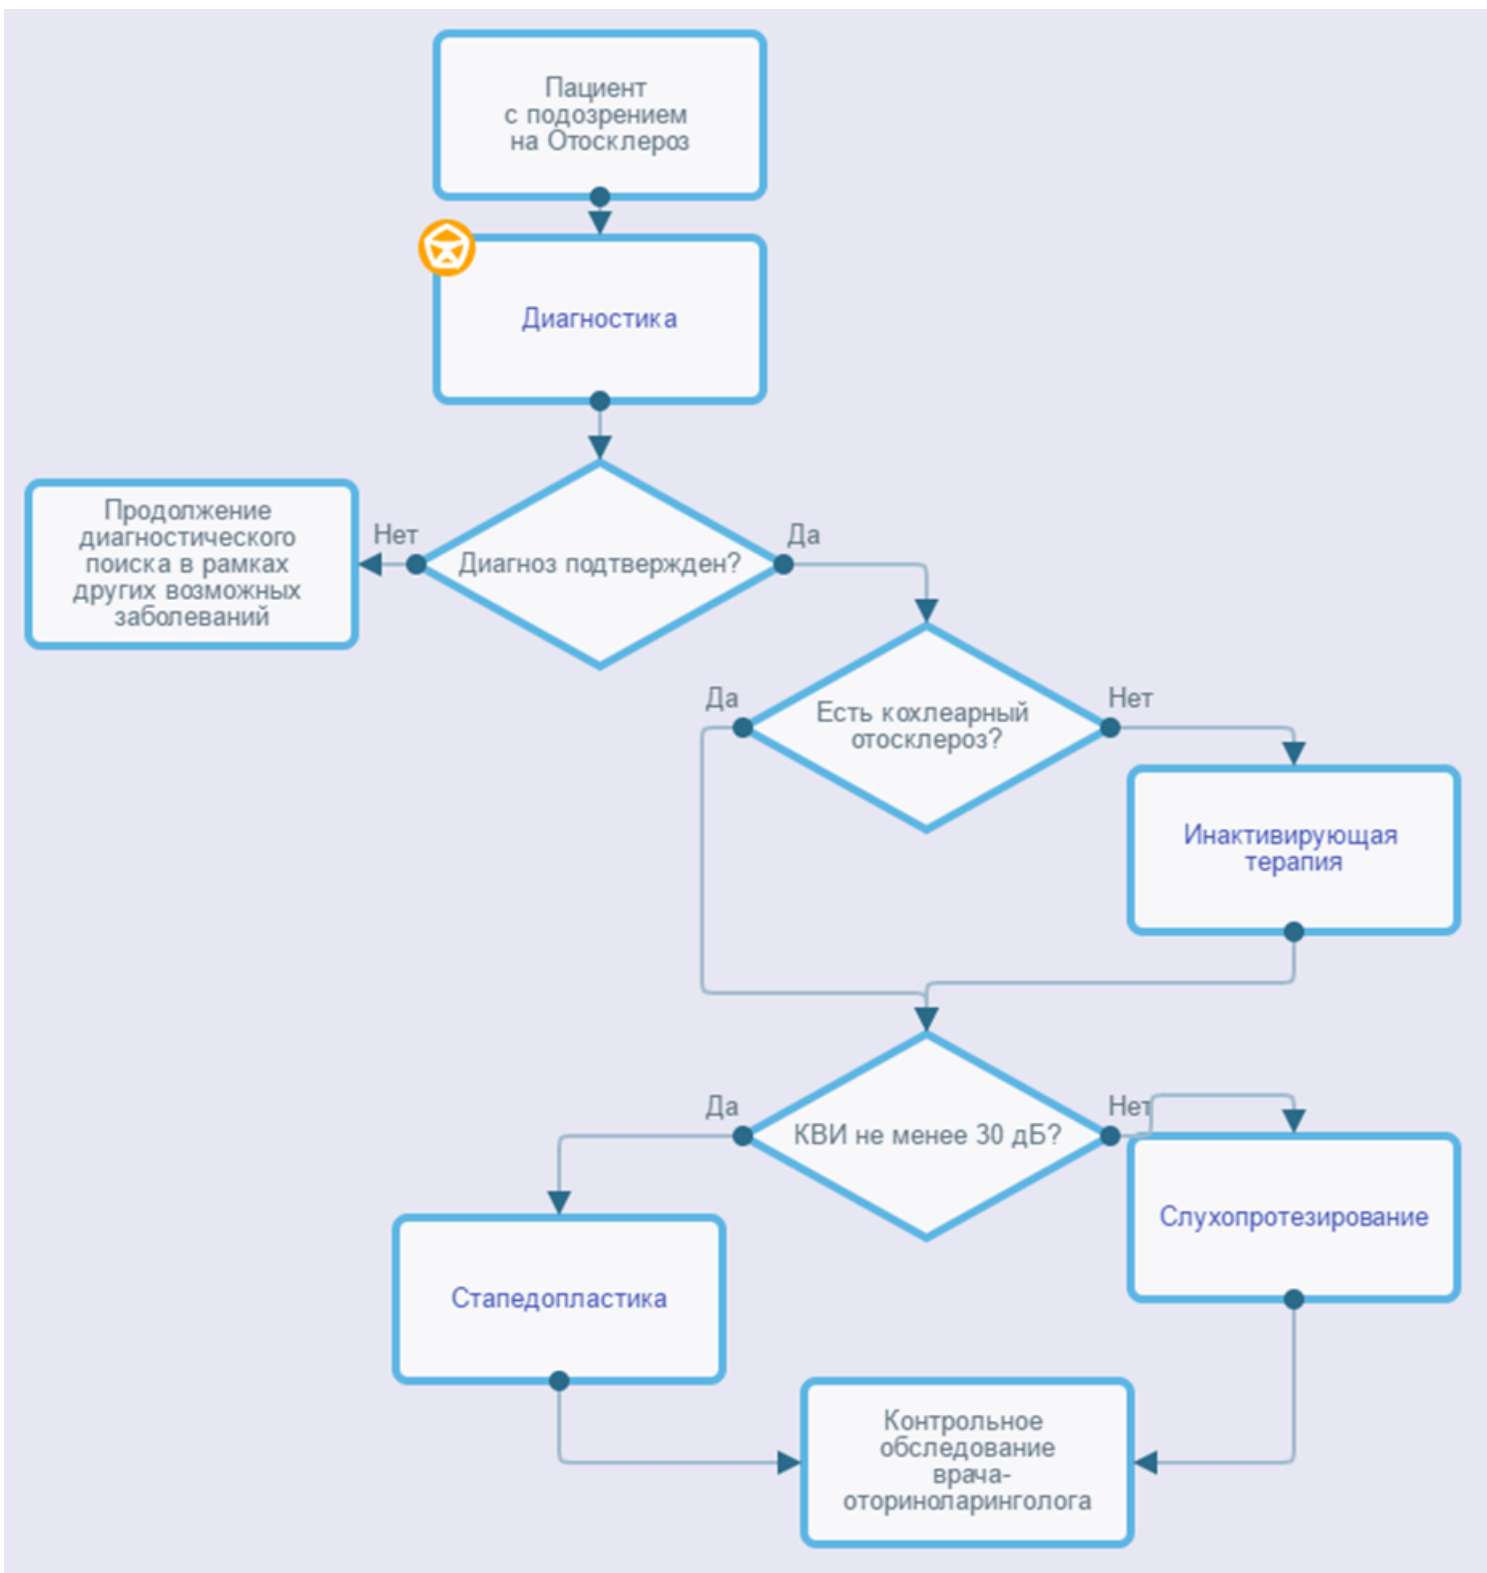 Пациент
с подозрением
на Отосклероз
Диагностика
Диагноз подтвержден?
Нет
Да
Продолжение
диагностического
поиска в рамках
других возможных
заболеваний
Есть кохлеарный
отосклероз?
Да
Нет
Инактивирующая
терапия
КВИ не менее 30 дБ?
Да
Нет
Слухопротезирование
Стапедопластика
Контрольное
обследование
врача-
оториноларинголога